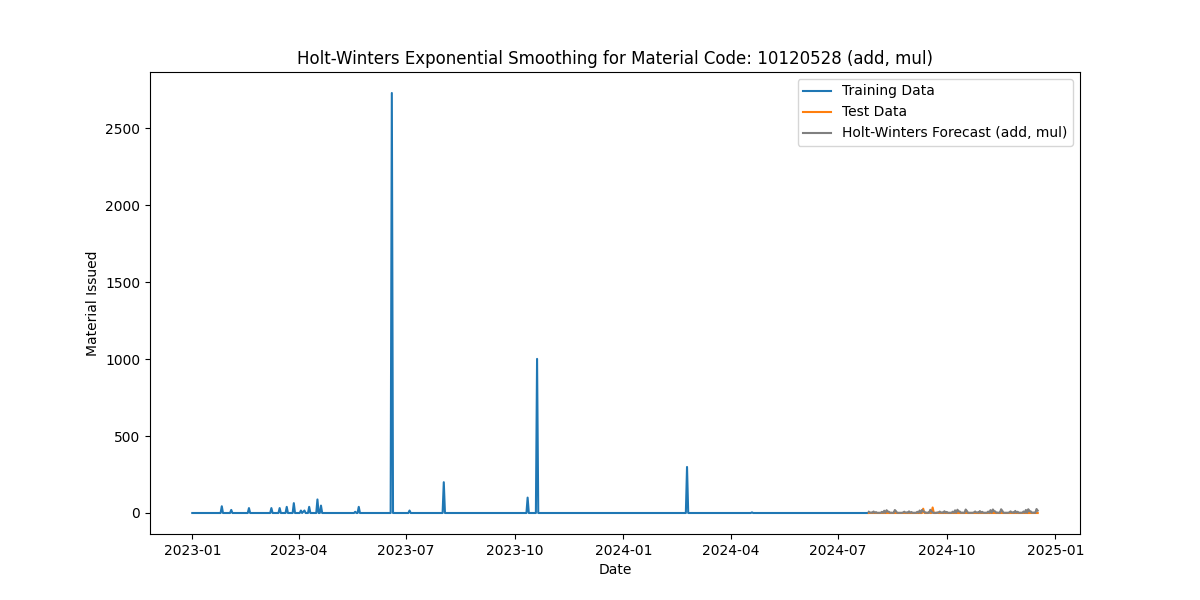 Holt-Winters Exponential Smoothing for Material Code: 10120528 (add, mul)
Training Data
Test Data
Holt-Winters Forecast (add, mul)
Material Issued
2500
2000
1500
1000
500
0
2023-01 2023-04 2023-07 2023-10 2024-01 2024-04 2024-07 2024-10 2025-01
Date